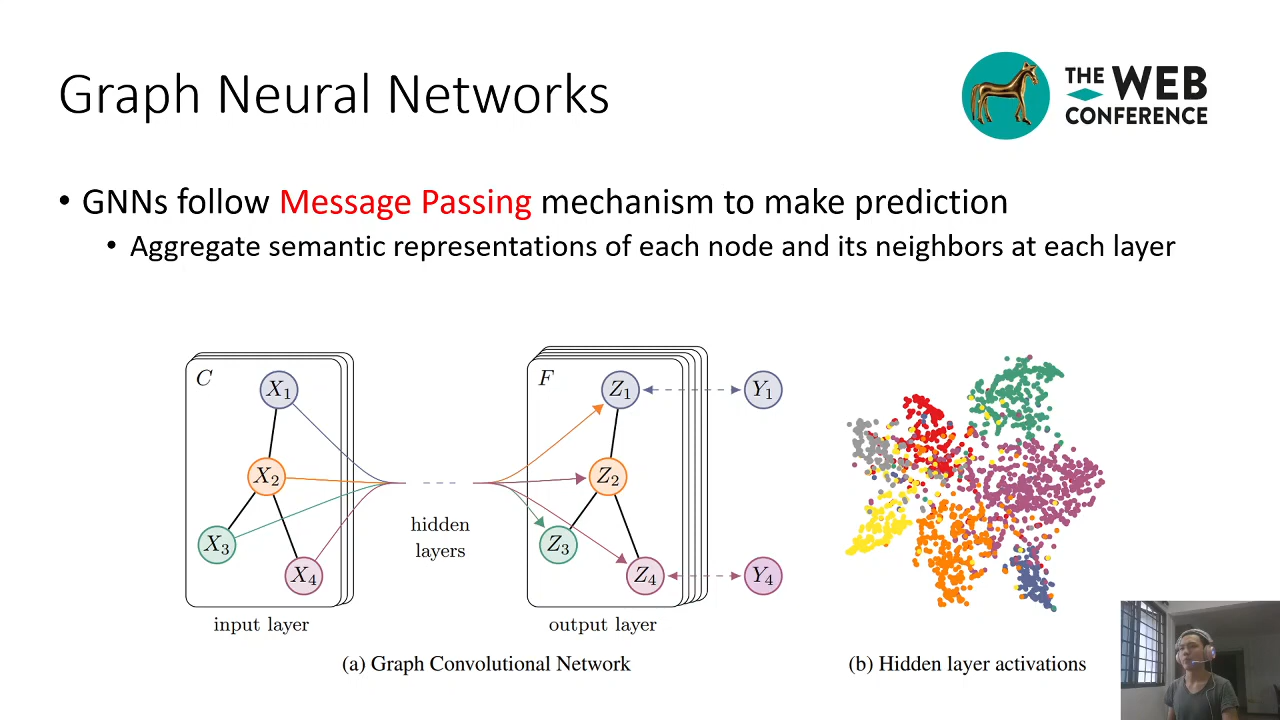 Graph Neural Networks
THE WEB
CONFERENCE
• GNNs follow Message Passing mechanism to make prediction
• Aggregate semantic representations of each node and its neighbors at each layer
C
X1
X2
X3
X4
input layer
hidden
layers
F
Z1
Z2
Z3
Z4
output layer
Y1
Y4
(a) Graph Convolutional Network
(b) Hidden layer activations